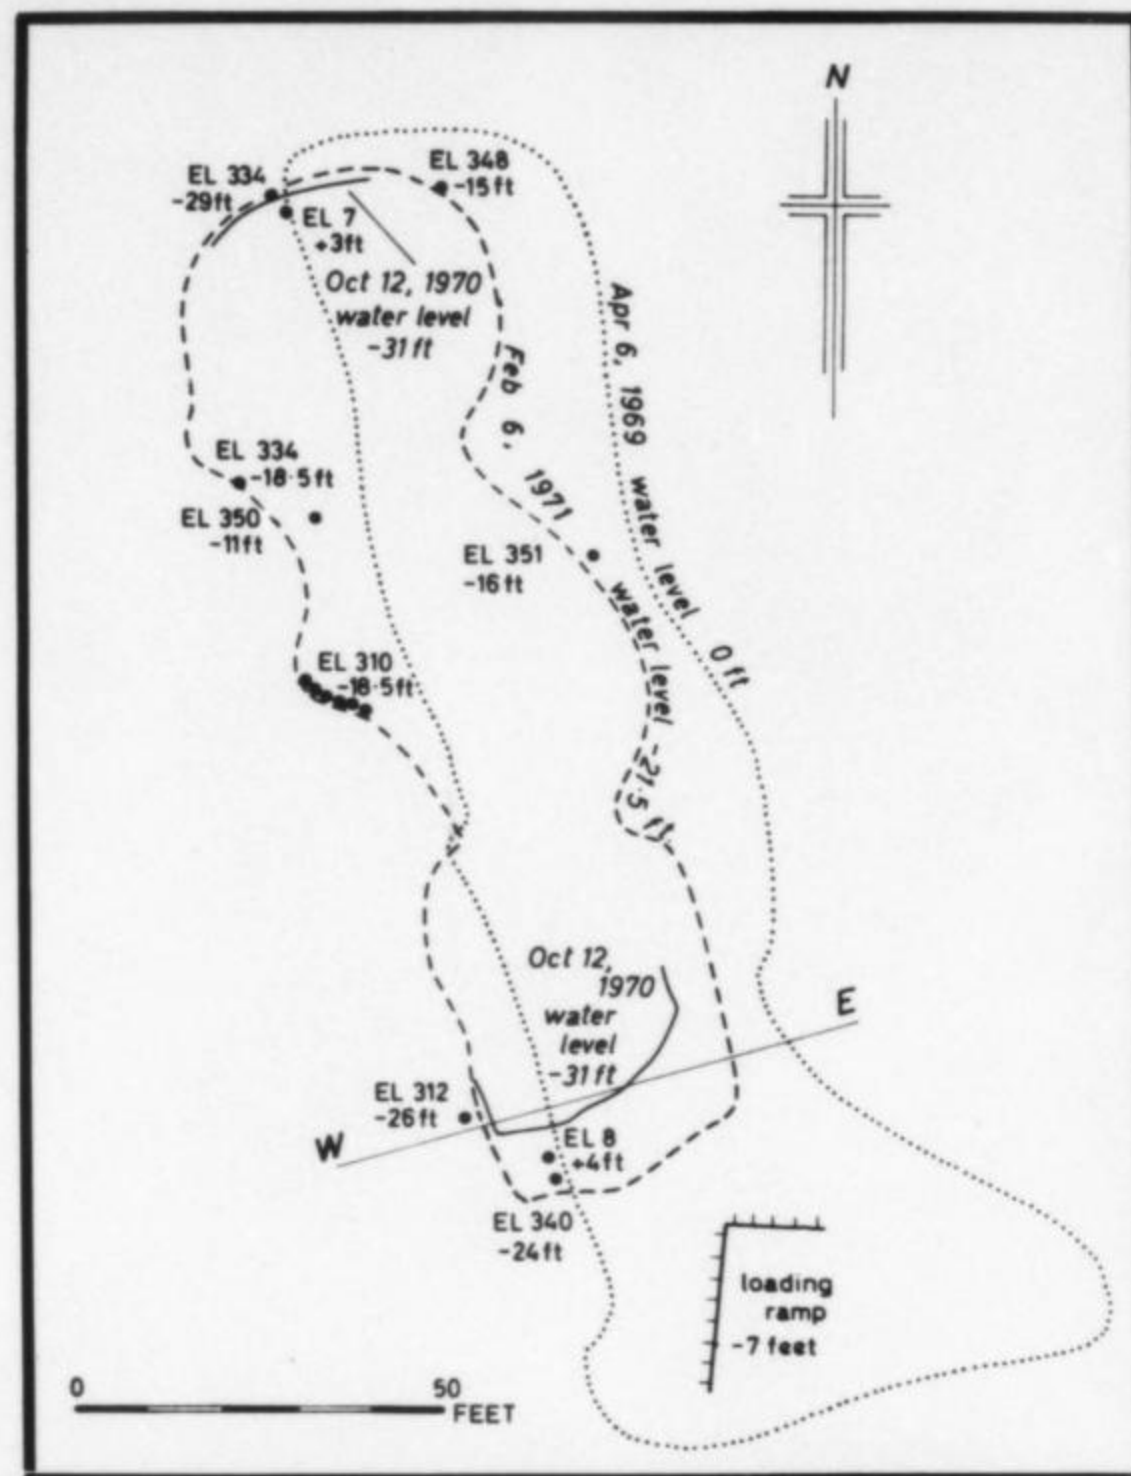 N
EL 334
-29ft
EL 348
-15ft
EL 7
+3ft
Oct 12, 1970
water level
-31ft
Apr 6, 1969 water level 0 ft
Feb 6, 1971 water level -21.5 ft
EL 334
-18·5ft
EL 350
-11ft
EL 351
-16ft
EL 310
-18·5ft
Oct 12,
1970
water
level
-31ft
E
EL 312
-26ft
W
EL 8
+4ft
EL 340
-24ft
loading
ramp
-7 feet
0 50
FEET